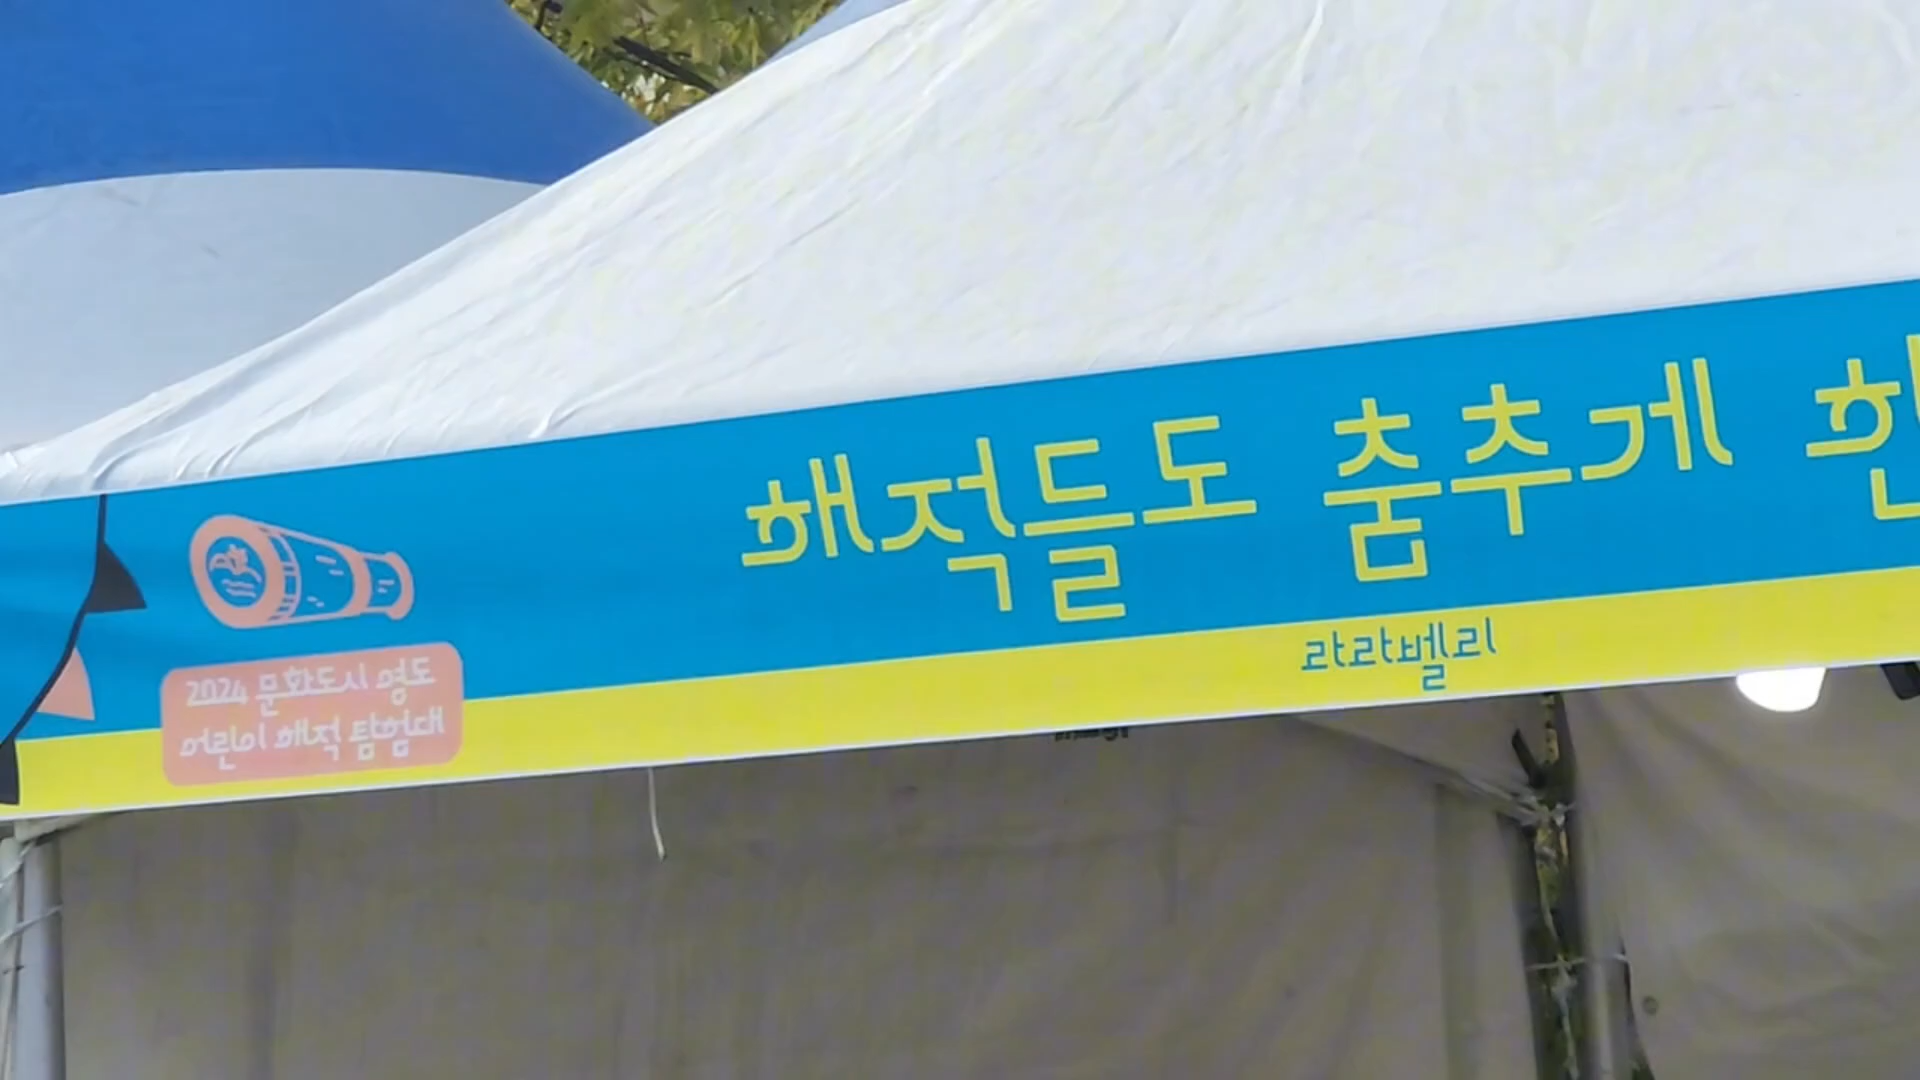 해적들도 춤추게 한
라라벨리
2024 문화도시 영도
어린이 해적 탐험대